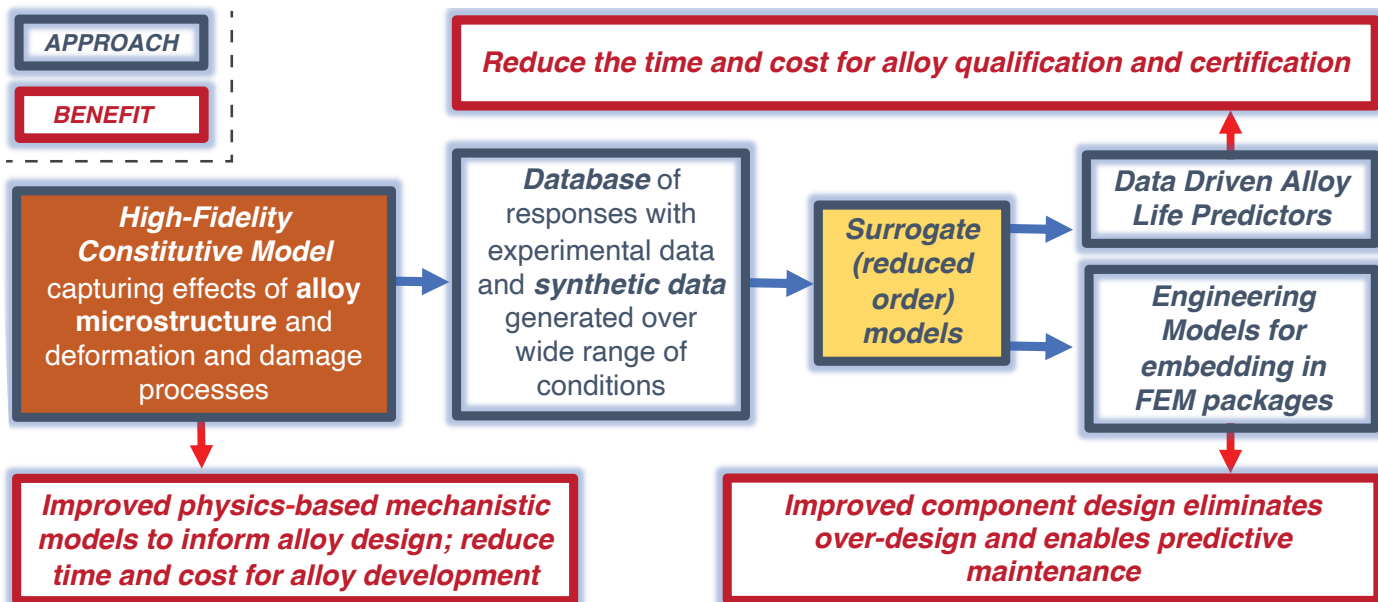 APPROACH
BENEFIT
Reduce the time and cost for alloy qualification and certification
High-Fidelity
Constitutive Model
capturing effects of alloy
microstructure and
deformation and damage
processes
Database of
responses with
experimental data
and synthetic data
generated over
wide range of
conditions
Surrogate
(reduced
order)
models
Data Driven Alloy
Life Predictors
Engineering
Models for
embedding in
FEM packages
Improved physics-based mechanistic
models to inform alloy design; reduce
time and cost for alloy development
Improved component design eliminates
over-design and enables predictive
maintenance